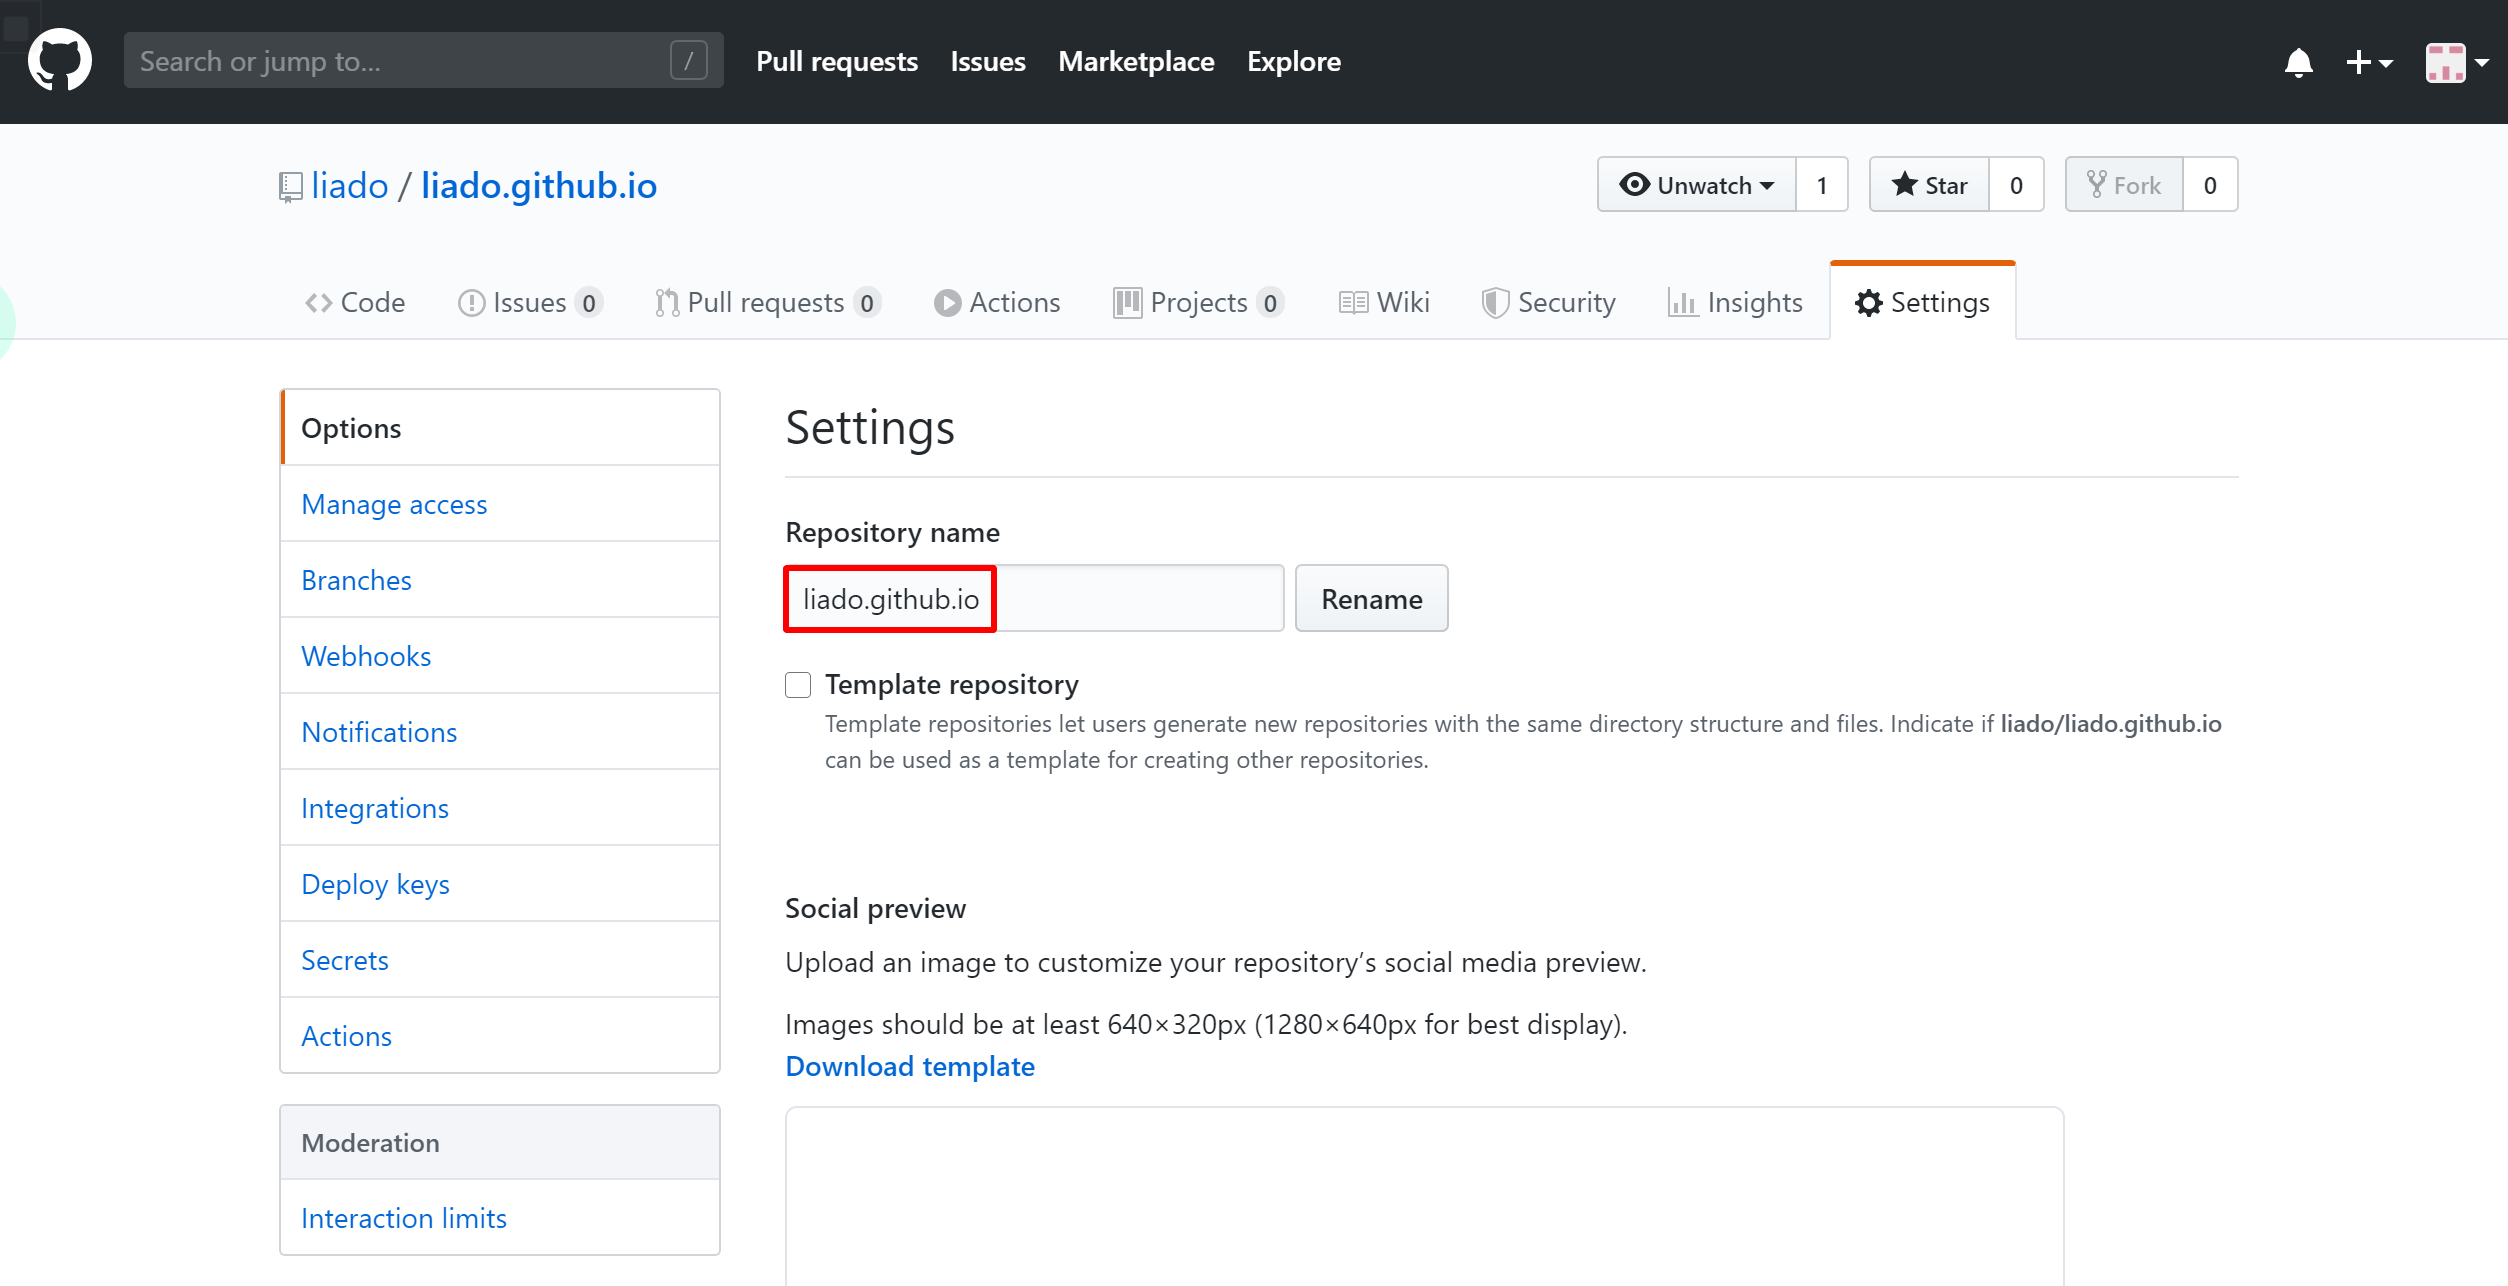 Search or jump to... /
Pull requests Issues Marketplace Explore
liado / liado.github.io
Unwatch 1 Star 0 Fork 0
Code Issues 0 Pull requests 0 Actions Projects 0 Wiki Security Insights Settings
Options
Manage access
Branches
Webhooks
Notifications
Integrations
Deploy keys
Secrets
Actions
Moderation
Interaction limits
Settings
Repository name
liado.github.io Rename
Template repository
Template repositories let users generate new repositories with the same directory structure and files. Indicate if liado/liado.github.io
can be used as a template for creating other repositories.
Social preview
Upload an image to customize your repository’s social media preview.
Images should be at least 640×320px (1280×640px for best display).
Download template